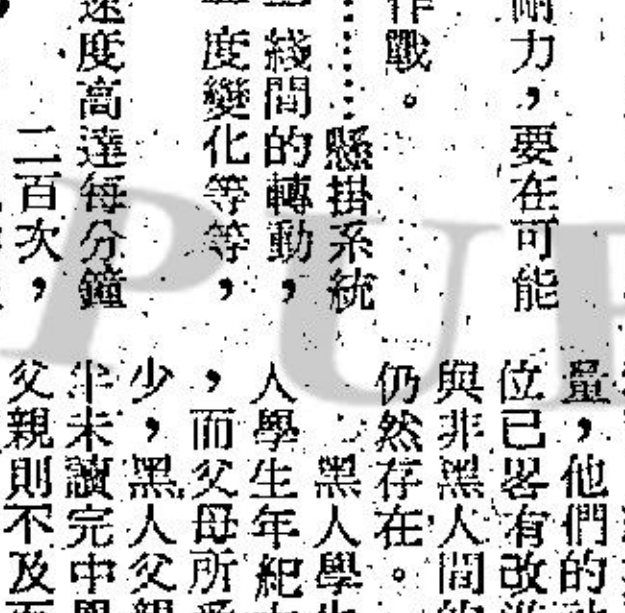 耐力，要在可能
作戰。
懸掛系統
綫間的轉動，
度變化等等，
速度高達每分鐘
二百次，
量，他們的
位已畧有改
與非黑人間的
仍然存在。
黑人學
人學生年紀
，而父母所
少，黑人父親
半未讀完中學
父親則不及
PUB